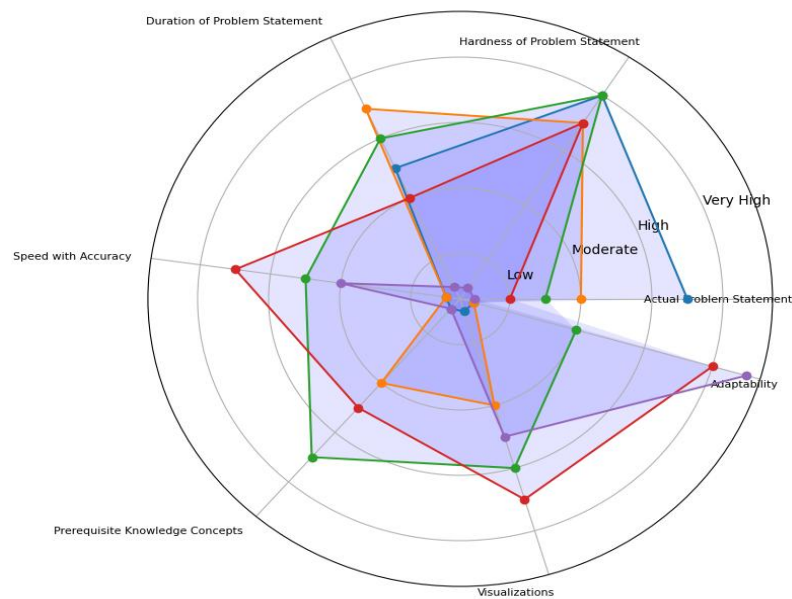 Duration of Problem Statement
Hardness of Problem Statement
Very High
High
Moderate
Speed with Accuracy
Low
Actual Problem Statement
Adaptability
Prerequisite Knowledge Concepts
Visualizations